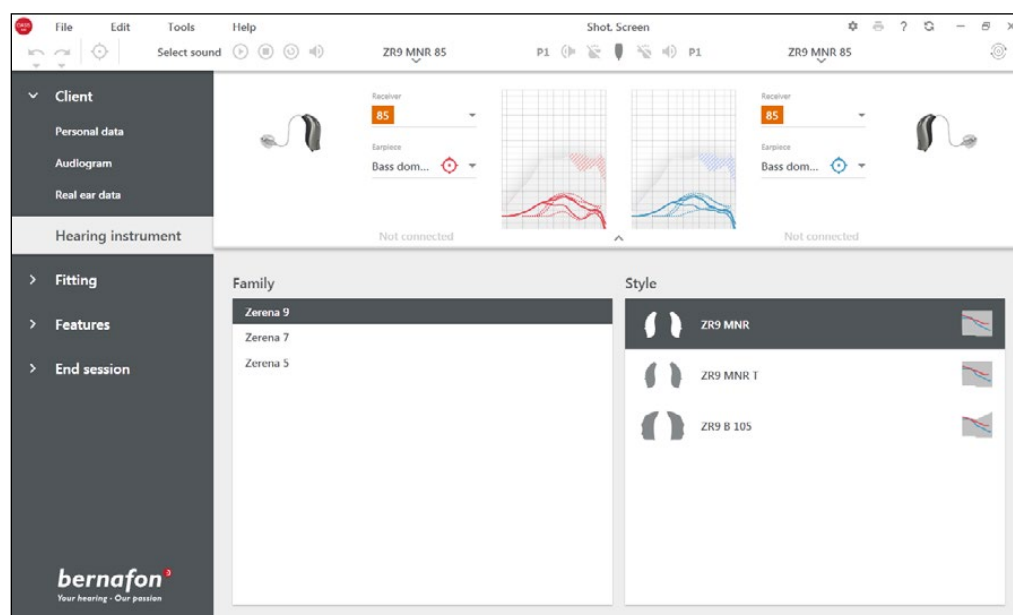 File Edit Tools Help Shot. Screen ?
Select sound ZR9 MNR 85 P1 P1 ZR9 MNR 85
Client
Personal data
Audiogram
Real ear data
Hearing instrument
Fitting
Features
End session
bernafon
Your hearing · Our passion
Receiver
85
Earpiece
Bass dom...
Not connected
Receiver
85
Earpiece
Bass dom...
Not connected
Family
Zerena 9
Zerena 7
Zerena 5
Style
ZR9 MNR
ZR9 MNR T
ZR9 B 105